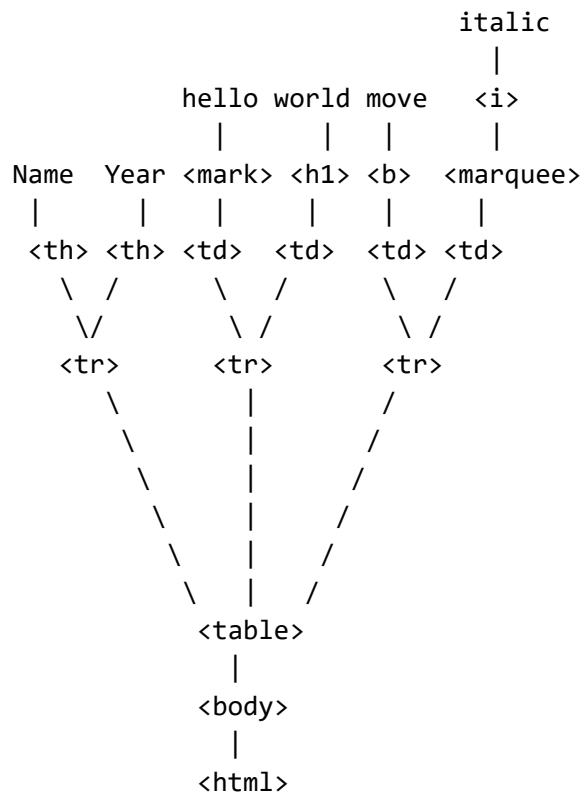 italic
|
hello world move <i>
| | | |
Name Year <mark> <h1> <b> <marquee>
| | | | | |
<th> <th> <td> <td> <td> <td>
\ / \ / \ /
\/ \ / \ /
<tr> <tr> <tr>
\ | /
\ | /
\ | /
\ | /
\ | /
\ | /
<table>
|
<body>
|
<html>